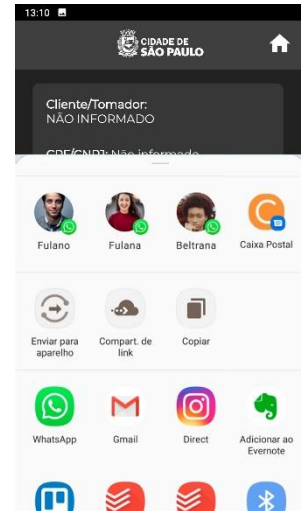 13:10
CIDADE DE
SÃO PAULO
Cliente/Tomador:
NÃO INFORMADO
CPF/CNPJ: Não informado
Fulano
Fulana
Beltrana
Caixa Postal
Enviar para
aparelho
Compart. de
link
Copiar
WhatsApp
Gmail
Direct
Adicionar ao
Evernote